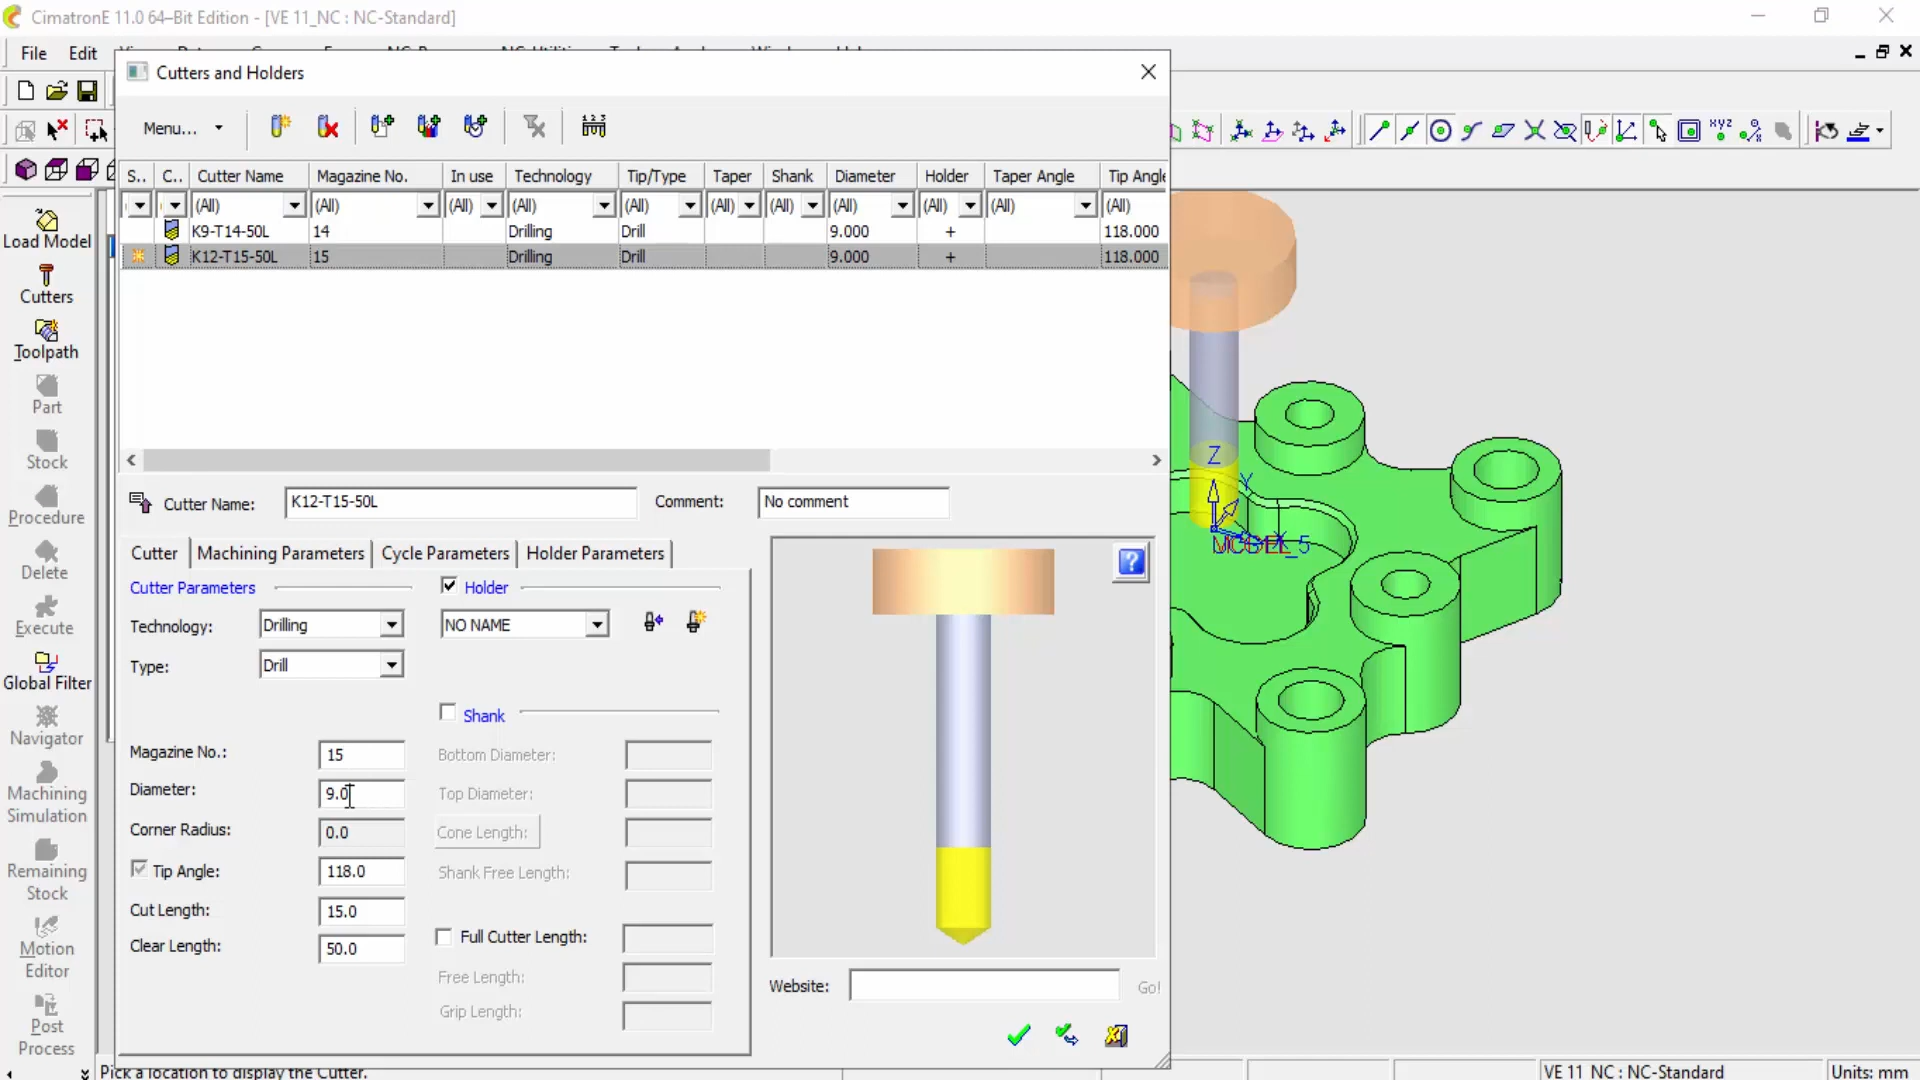 CimatronE 11.0 64–Bit Edition - [VE 11_NC : NC-Standard]
File Edit
Cutters and Holders
Menu...
S.. C.. Cutter Name Magazine No. In use Technology Tip/Type Taper Shank Diameter Holder Taper Angle Tip Angle
(All) (All) (All) (All) (All) (All) (All) (All) (All) (All) (All)
K9-T14-50L 14 Drilling Drill 9.000 + 118.000
K12-T15-50L 15 Drilling Drill 9.000 + 118.000
Load Model
Cutters
Toolpath
Part
Stock
Procedure
Delete
Execute
Global Filter
Navigator
Machining
Simulation
Remaining
Stock
Motion
Editor
Post
Process
Cutter Name: K12-T15-50L Comment: No comment
Cutter Machining Parameters Cycle Parameters Holder Parameters
Cutter Parameters Holder
Technology: Drilling NO NAME
Type: Drill
Shank
Magazine No.: 15 Bottom Diameter:
Diameter: 9.0 Top Diameter:
Corner Radius: 0.0 Cone Length:
Tip Angle: 118.0 Shank Free Length:
Cut Length: 15.0
Clear Length: 50.0 Full Cutter Length:
Free Length:
Grip Length:
Website: Go!
XYZ
Z
Y
X
Pick a location to display the Cutter.
VE 11_NC : NC-Standard Units: mm